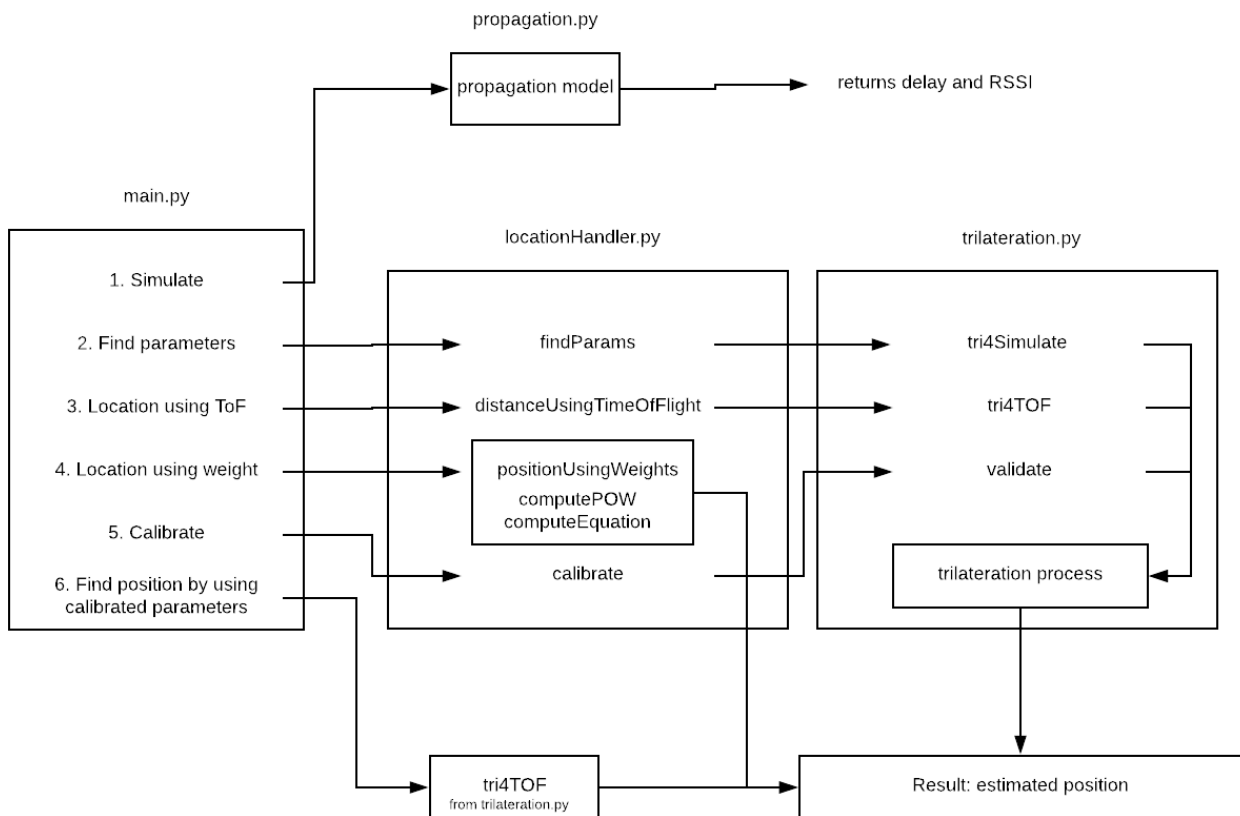 propagation.py
propagation model
returns delay and RSSI
main.py
1. Simulate
2. Find parameters
3. Location using ToF
4. Location using weight
5. Calibrate
6. Find position by using
calibrated parameters
locationHandler.py
findParams
distanceUsingTimeOfFlight
positionUsingWeights
computePOW
computeEquation
calibrate
trilateration.py
tri4Simulate
tri4TOF
validate
trilateration process
tri4TOF
from trilateration.py
Result: estimated position